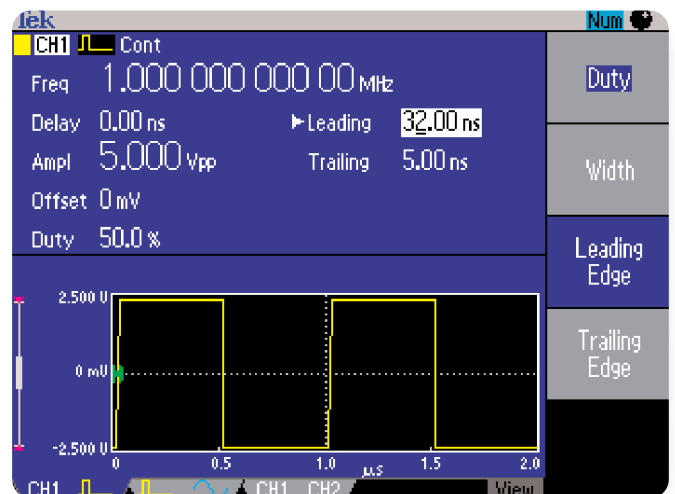 Tek
Num
CH1 Cont
Freq 1.000 000 000 00 MHz
Delay 0.00 ns
Leading 32.00 ns
Ampl 5.000 Vpp
Trailing 5.00 ns
Offset 0 mV
Duty 50.0 %
Duty
Width
Leading
Edge
Trailing
Edge
2.500 U
0 mU
-2.500 U
0 0.5 1.0 µs 1.5 2.0
CH1 CH1 CH2 View